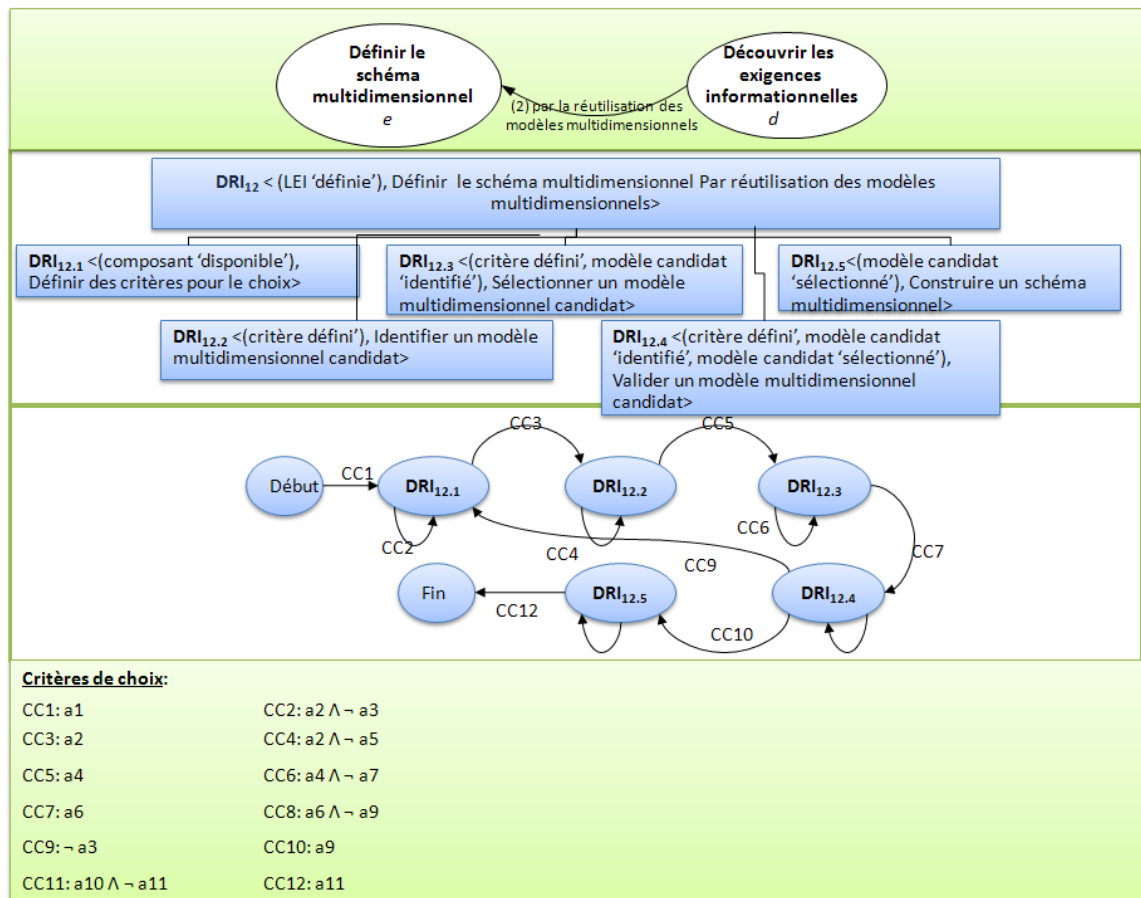 Définir le
schéma
multidimensionnel
e
Découvrir les
exigences
informationnelles
d
(2) par la réutilisation des
modèles multidimensionnels
DRI12 < (LEI ‘définie’), Définir le schéma multidimensionnel Par réutilisation des modèles
multidimensionnels>
DRI12.1 <(composant ‘disponible’),
Définir des critères pour le choix>
DRI12.3 <(critère défini’, modèle candidat
‘identifié’), Sélectionner un modèle
multidimensionnel candidat>
DRI12.5<(modèle candidat
‘sélectionné’), Construire un schéma
multidimensionnel>
DRI12.2 <(critère défini’), Identifier un modèle
multidimensionnel candidat>
DRI12.4 <(critère défini’, modèle candidat
‘identifié’, modèle candidat ‘sélectionné’),
Valider un modèle multidimensionnel
candidat>
CC3
CC5
Début
CC1
DRI12.1
DRI12.2
DRI12.3
CC2
CC4
CC6
CC9
CC7
Fin
CC12
DRI12.5
CC10
DRI12.4
Critères de choix:
CC1: a1
CC2: a2 Λ ¬ a3
CC3: a2
CC4: a2 Λ ¬ a5
CC5: a4
CC6: a4 Λ ¬ a7
CC7: a6
CC8: a6 Λ ¬ a9
CC9: ¬ a3
CC10: a9
CC11: a10 Λ ¬ a11
CC12: a11